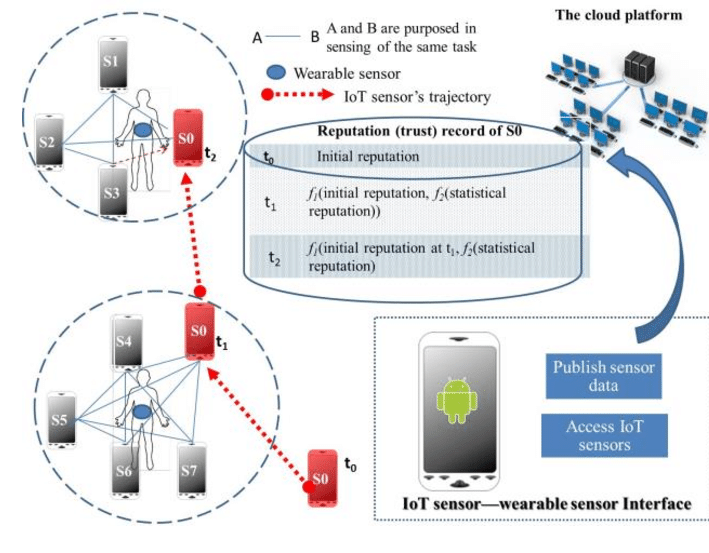 The cloud platform
A
B
A and B are purposed in
sensing of the same task
Wearable sensor
IoT sensor's trajectory
S1
S2
S0
t2
S3
Reputation (trust) record of S0
t0
Initial reputation
t1
f1(initial reputation, f2(statistical
reputation))
t2
f1(initial reputation at t1, f2(statistical
reputation)
S0
t1
S4
S5
S6
S7
S0
t0
Publish sensor
data
Access IoT
sensors
IoT sensor—wearable sensor Interface